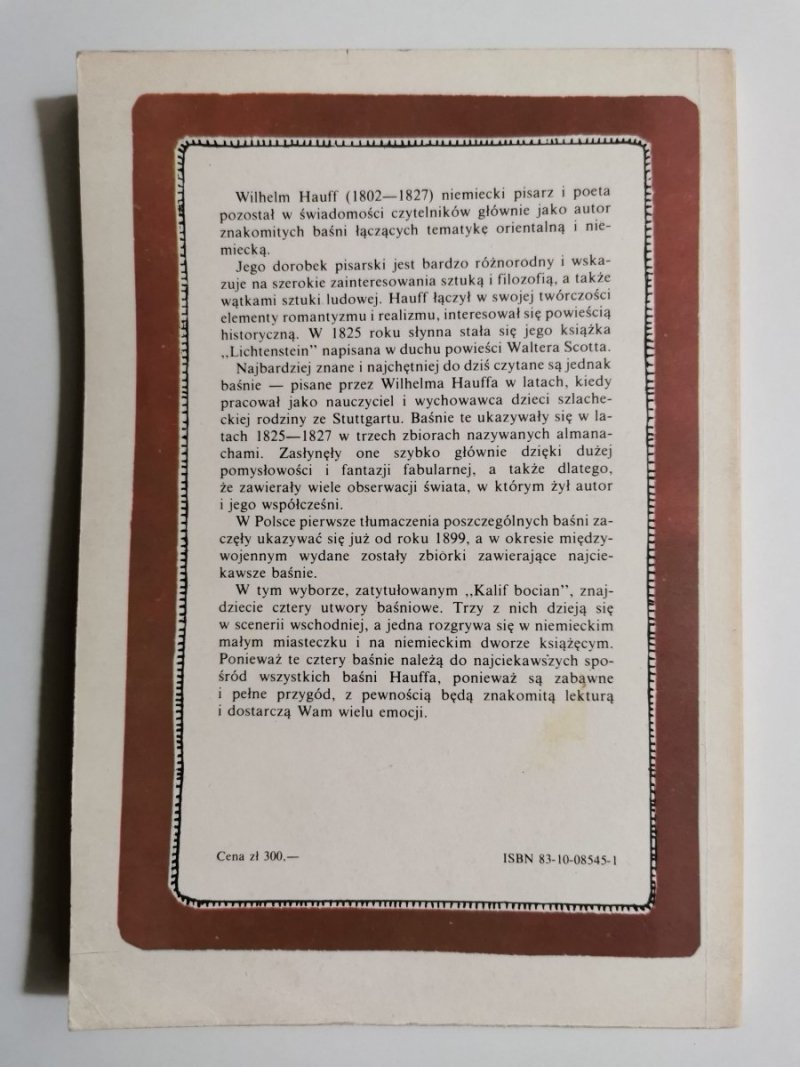 Wilhelm Hauff (1802—1827) niemiecki pisarz i poeta
pozostał w świadomości czytelników głównie jako autor
znakomitych baśni łączących tematykę orientalną i nie-
miecką.
Jego dorobek pisarski jest bardzo różnorodny i wska-
zuje na szerokie zainteresowania sztuką i filozofią, a także
wątkami sztuki ludowej. Hauff łączył w swojej twórczości
elementy romantyzmu i realizmu, interesował się powieścią
historyczną. W 1825 roku słynna stała się jego książka
,,Lichtenstein" napisana w duchu powieści Waltera Scotta.
Najbardziej znane i najchętniej do dziś czytane są jednak
baśnie — pisane przez Wilhelma Hauffa w latach, kiedy
pracował jako nauczyciel i wychowawca dzieci szlache-
ckiej rodziny ze Stuttgartu. Baśnie te ukazywały się w la-
tach 1825—1827 w trzech zbiorach nazywanych almana-
chami. Zasłynęły one szybko głównie dzięki dużej
pomysłowości i fantazji fabularnej, a także dlatego,
że zawierały wiele obserwacji świata, w którym żył autor
i jego współcześni.
W Polsce pierwsze tłumaczenia poszczególnych baśni za-
częły ukazywać się już od roku 1899, a w okresie między-
wojennym wydane zostały zbiorki zawierające najcie-
kawsze baśnie.
W tym wyborze, zatytułowanym ,,Kalif bocian", znaj-
dziecie cztery utwory baśniowe. Trzy z nich dzieją się
w scenerii wschodniej, a jedna rozgrywa się w niemieckim
małym miasteczku i na niemieckim dworze książęcym.
Ponieważ te cztery baśnie należą do najciekawszych spo-
śród wszystkich baśni Hauffa, ponieważ są zabawne
i pełne przygód, z pewnością będą znakomitą lekturą
i dostarczą Wam wielu emocji.
Cena zł 300,—
ISBN 83-10-08545-1